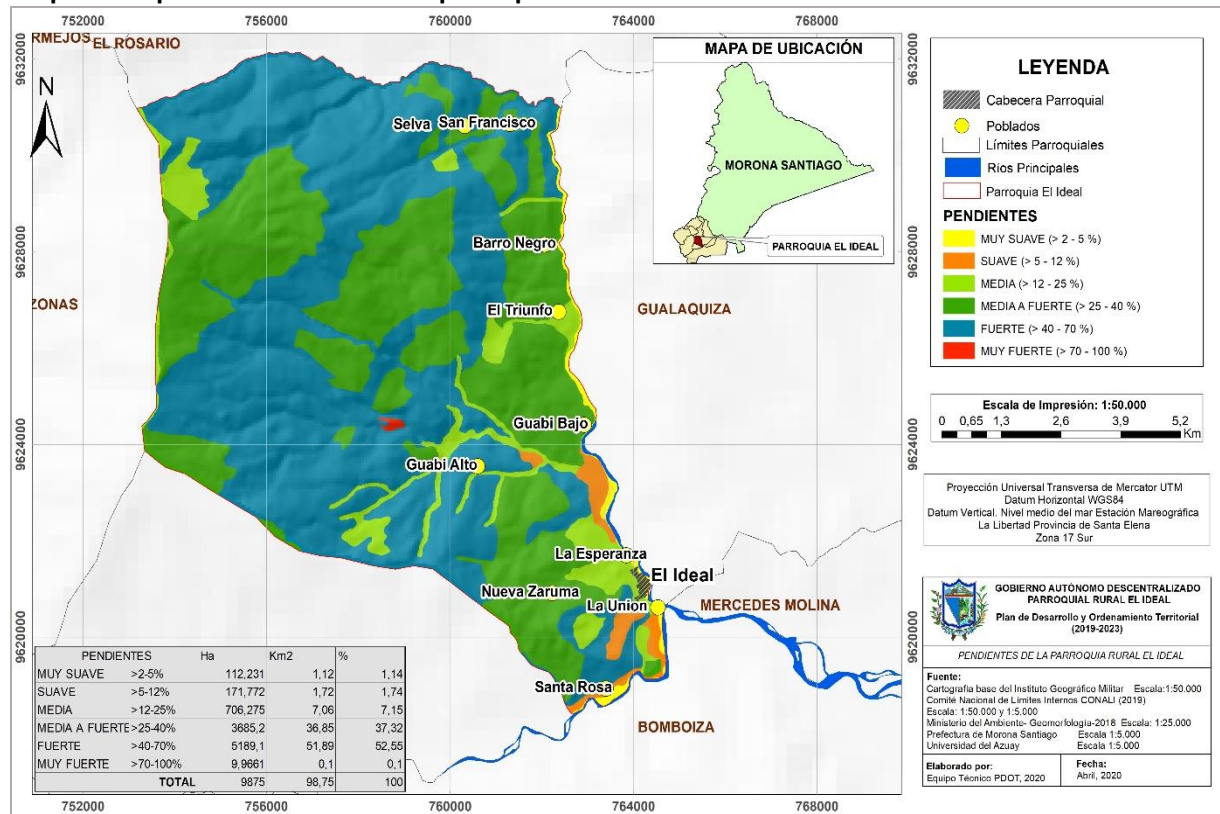 752000 756000 760000 764000 768000
RMEJOS EL ROSARIO
9632000
9632000
N
Selva San Francisco
Barro Negro
9628000
9628000
ZONAS
El Triunfo
GUALAQUIZA
Guabi Bajo
9624000
9624000
Guabi Alto
La Esperanza
El Ideal
Nueva Zaruma
La Union
MERCEDES MOLINA
9620000
9620000
Santa Rosa
BOMBOIZA
752000 756000 760000 764000 768000
MAPA DE UBICACIÓN
MORONA SANTIAGO
PARROQUIA EL IDEAL
PENDIENTES Ha Km2 %
MUY SUAVE >2-5% 112,231 1,12 1,14
SUAVE >5-12% 171,772 1,72 1,74
MEDIA >12-25% 706,275 7,06 7,15
MEDIA A FUERTE >25-40% 3685,2 36,85 37,32
FUERTE >40-70% 5189,1 51,89 52,55
MUY FUERTE >70-100% 9,9661 0,1 0,1
TOTAL 9875 98,75 100
LEYENDA
Cabecera Parroquial
Poblados
Límites Parroquiales
Ríos Principales
Parroquia El Ideal
PENDIENTES
MUY SUAVE (> 2 - 5 %)
SUAVE (> 5 - 12 %)
MEDIA (> 12 - 25 %)
MEDIA A FUERTE (> 25 - 40 %)
FUERTE (> 40 - 70 %)
MUY FUERTE (> 70 - 100 %)
Escala de Impresión: 1:50.000
0 0,65 1,3 2,6 3,9 5,2
Km
Proyección Universal Transversa de Mercator UTM
Datum Horizontal WGS84
Datum Vertical. Nivel medio del mar Estación Mareográfica
La Libertad Provincia de Santa Elena
Zona 17 Sur
GOBIERNO AUTÓNOMO DESCENTRALIZADO
PARROQUIAL RURAL EL IDEAL
Plan de Desarrollo y Ordenamiento Territorial
(2019-2023)
PENDIENTES DE LA PARROQUIA RURAL EL IDEAL
Fuente:
Cartografía base del Instituto Geográfico Militar Escala:1:50.000
Comité Nacional de Límites Internos CONALI (2019)
Escala: 1:50.000 y 1:5.000
Ministerio del Ambiente- Geomorfología-2018 Escala: 1:25.000
Prefectura de Morona Santiago Escala 1:5.000
Universidad del Azuay Escala 1:5.000
Elaborado por:
Equipo Técnico PDOT, 2020
Fecha:
Abril, 2020